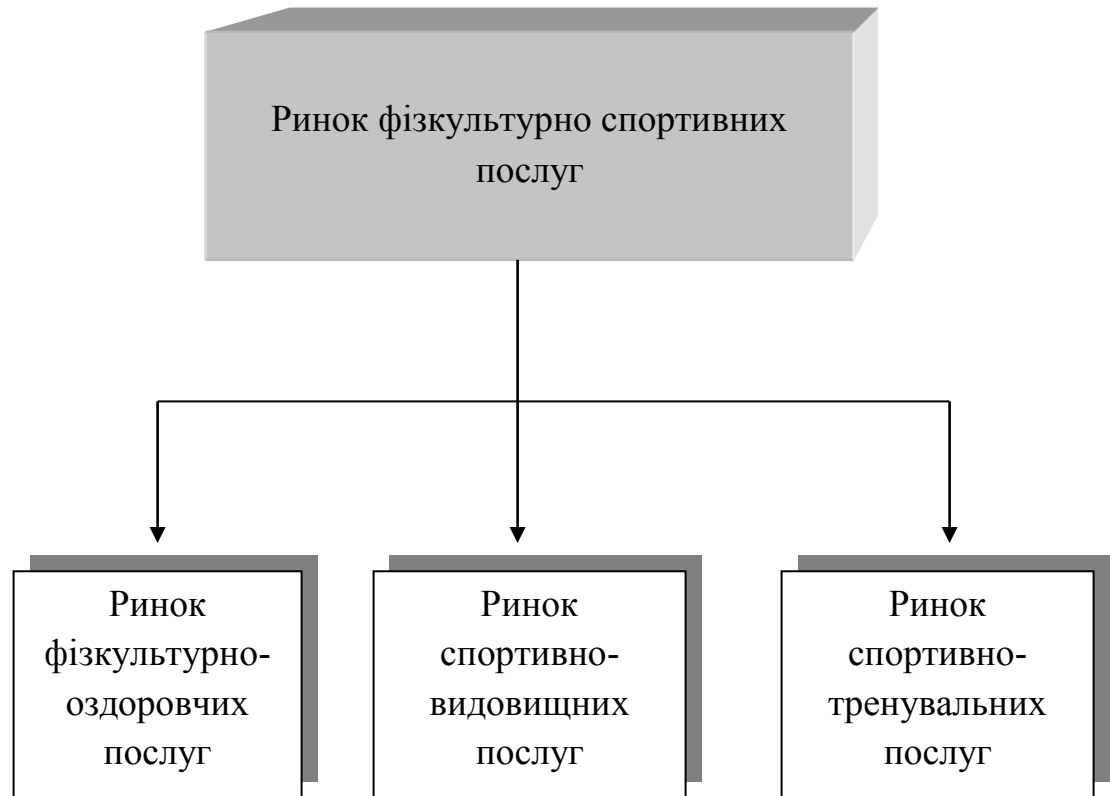 Ринок фізкультурно спортивних
послуг
Ринок
фізкультурно-
оздоровчих
послуг
Ринок
спортивно-
видовищних
послуг
Ринок
спортивно-
тренувальних
послуг